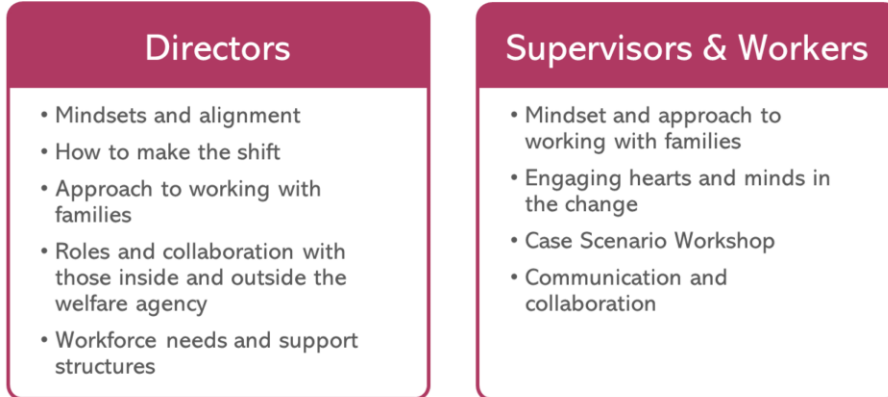 Directors
• Mindsets and alignment
• How to make the shift
• Approach to working with
families
• Roles and collaboration with
those inside and outside the
welfare agency
• Workforce needs and support
structures
Supervisors & Workers
• Mindset and approach to
working with families
• Engaging hearts and minds in
the change
• Case Scenario Workshop
• Communication and
collaboration